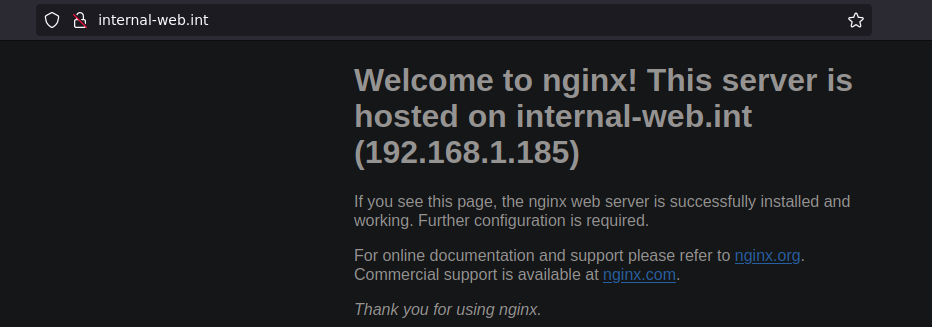 internal-web.int
Welcome to nginx! This server is
hosted on internal-web.int
(192.168.1.185)
If you see this page, the nginx web server is successfully installed and
working. Further configuration is required.
For online documentation and support please refer to nginx.org.
Commercial support is available at nginx.com.
Thank you for using nginx.